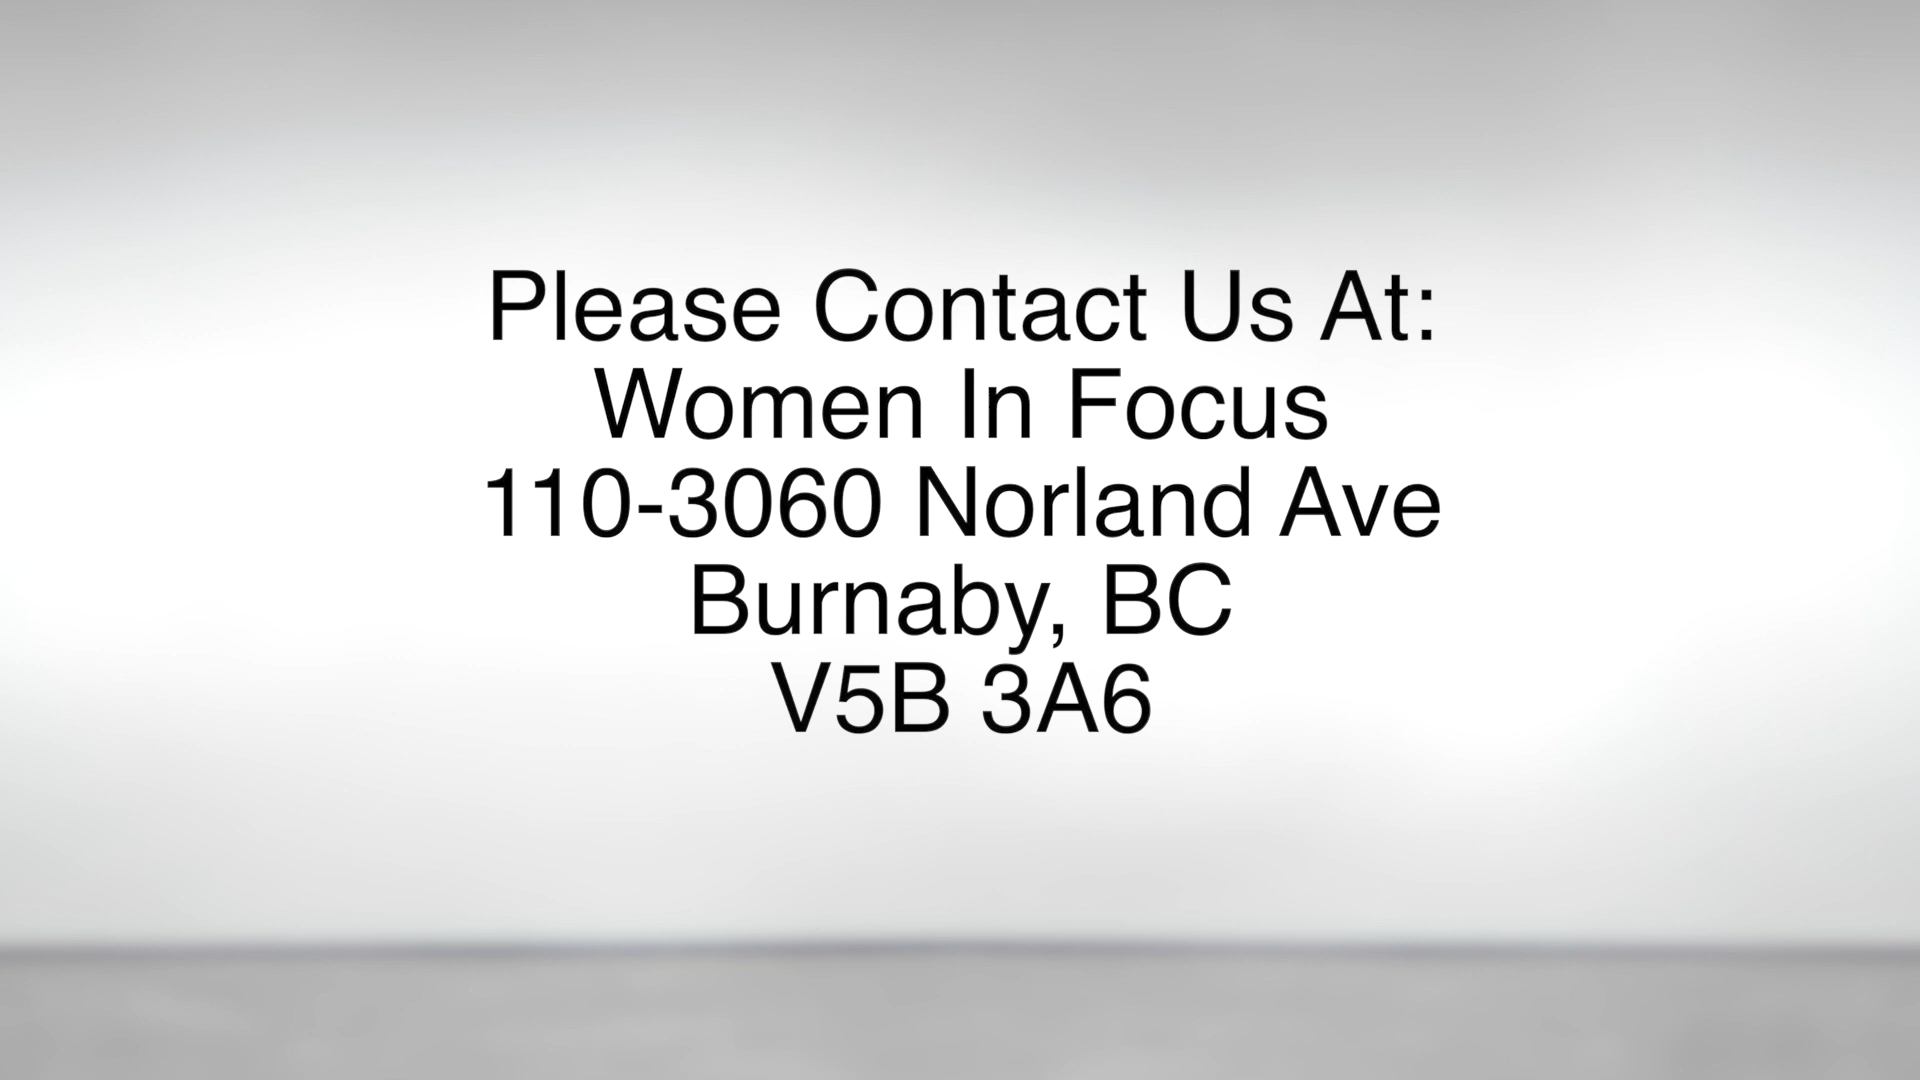 Please Contact Us At:
Women In Focus
110-3060 Norland Ave
Burnaby, BC
V5B 3A6